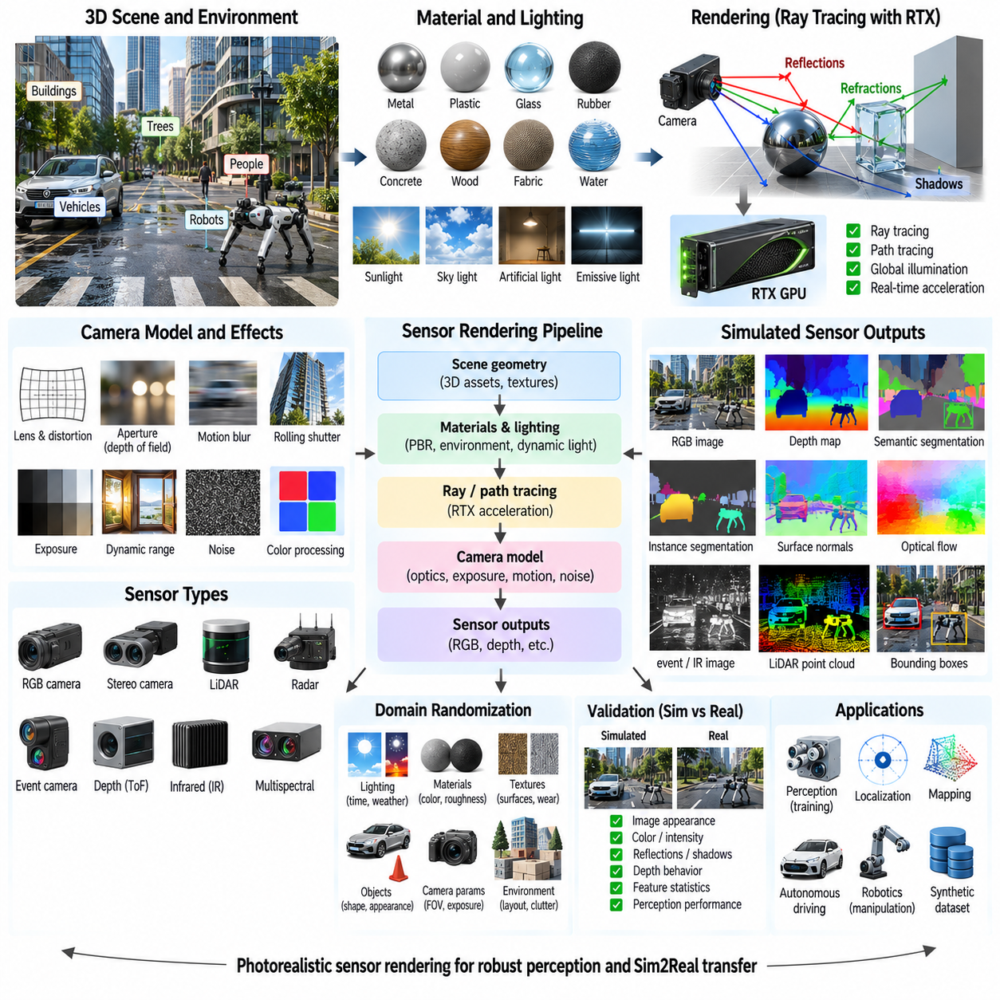 3D Scene and Environment
Buildings
Trees
People
Vehicles
Robots
Material and Lighting
Metal
Plastic
Glass
Rubber
Concrete
Wood
Fabric
Water
Sunlight
Sky light
Artificial light
Emissive light
Rendering (Ray Tracing with RTX)
Reflections
Refractions
Camera
Shadows
RTX GPU
Ray tracing
Path tracing
Global illumination
Real-time acceleration
Camera Model and Effects
Lens & distortion
Aperture
(depth of field)
Motion blur
Rolling shutter
Exposure
Dynamic range
Noise
Color processing
Sensor Rendering Pipeline
Scene geometry
(3D assets, textures)
Materials & lighting
(PBR, environment, dynamic light)
Ray / path tracing
(RTX acceleration)
Camera model
(optics, exposure, motion, noise)
Sensor outputs
(RGB, depth, etc.)
Simulated Sensor Outputs
RGB image
Depth map
Semantic segmentation
Instance segmentation
Surface normals
Optical flow
event / IR image
LiDAR point cloud
Bounding boxes
Sensor Types
RGB camera
Stereo camera
LiDAR
Radar
Event camera
Depth (ToF)
Infrared (IR)
Multispectral
Domain Randomization
Lighting
(time, weather)
Materials
(color, roughness)
Textures
(surfaces, wear)
Objects
(shape, appearance)
Camera params
(FOV, exposure)
Environment
(layout, clutter)
Validation (Sim vs Real)
Simulated
Real
Image appearance
Color / intensity
Reflections / shadows
Depth behavior
Feature statistics
Perception performance
Applications
Perception
(training)
Localization
Mapping
Autonomous
driving
Robotics
(manipulation)
Synthetic
dataset
Photorealistic sensor rendering for robust perception and Sim2Real transfer